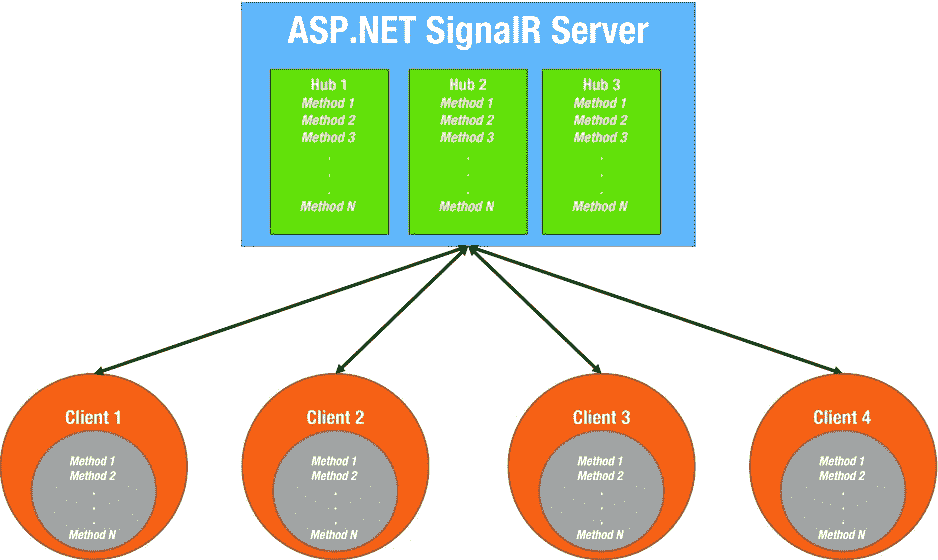 ASP.NET SignalR Server
Hub 1
Method 1
Method 2
Method 3
.
.
.
Method N
Hub 2
Method 1
Method 2
Method 3
.
.
.
Method N
Hub 3
Method 1
Method 2
Method 3
.
.
.
Method N
Client 1
Method 1
Method 2
.
.
.
Method N
Client 2
Method 1
Method 2
.
.
.
Method N
Client 3
Method 1
Method 2
.
.
.
Method N
Client 4
Method 1
Method 2
.
.
.
Method N